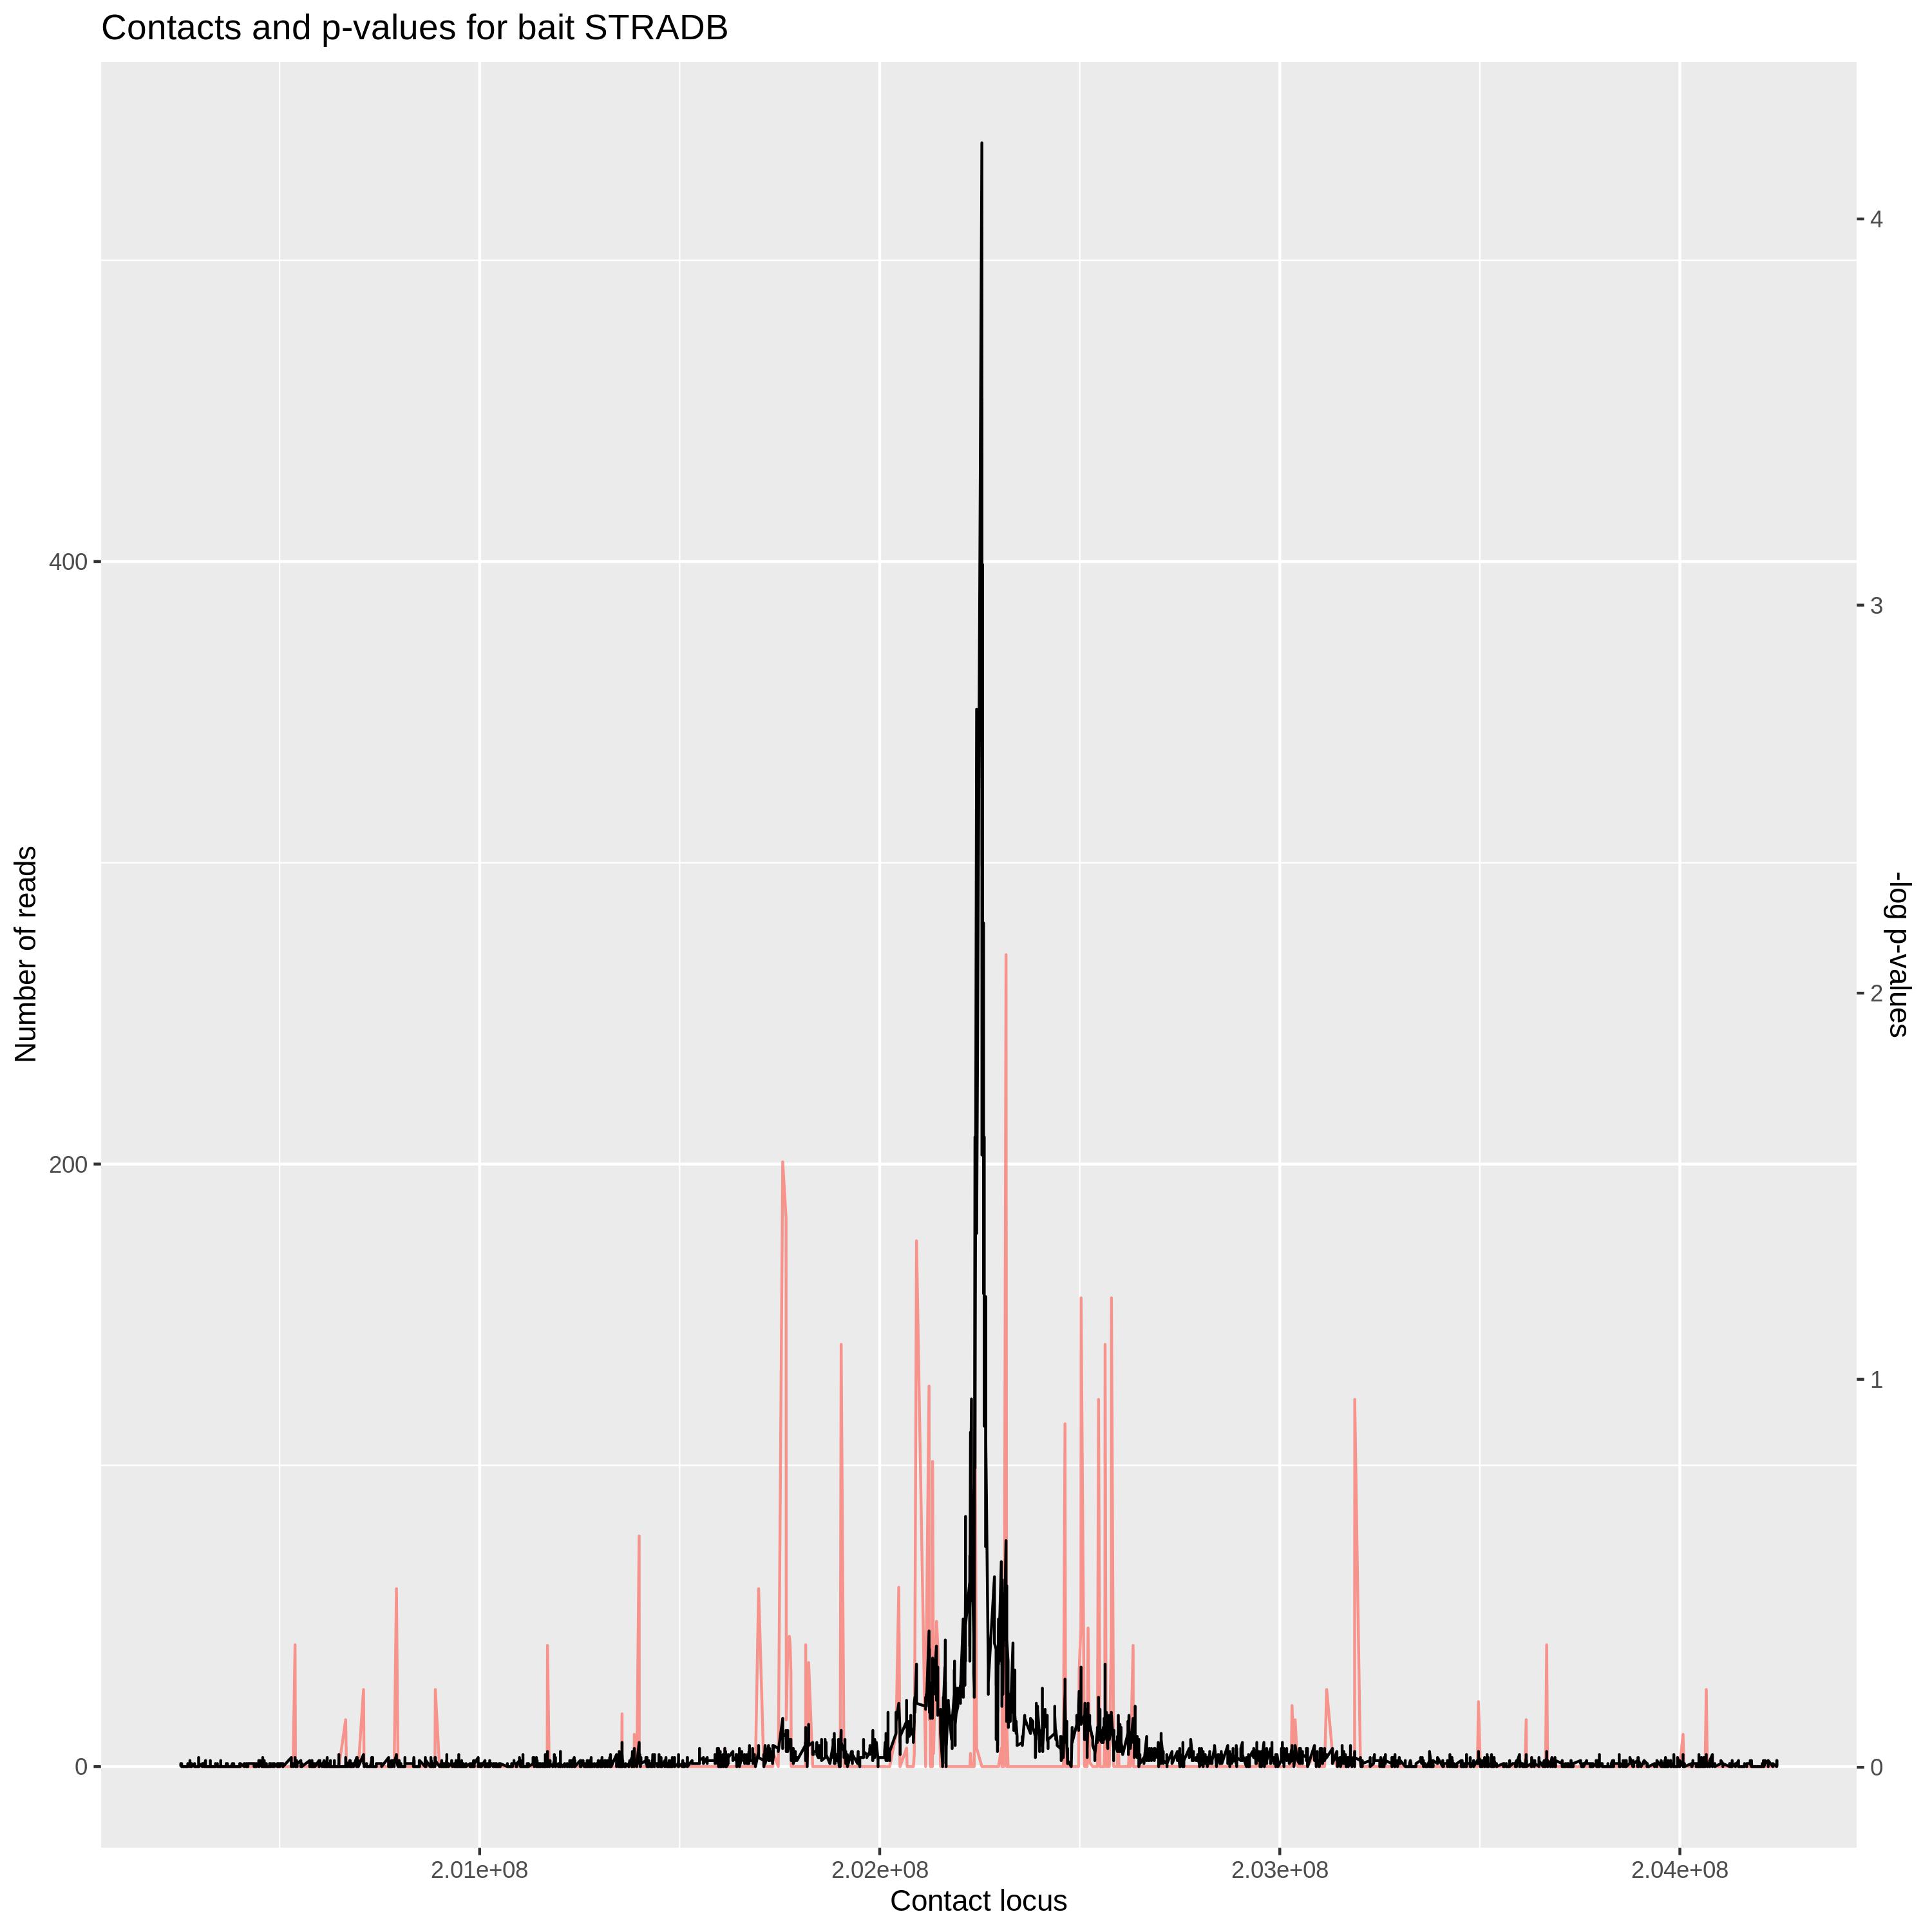 Contacts and p-values for bait STRADB
Number of reads
400
200
0
4
3
2
1
0
-log p-values
2.01e+08
2.02e+08
2.03e+08
2.04e+08
Contact locus